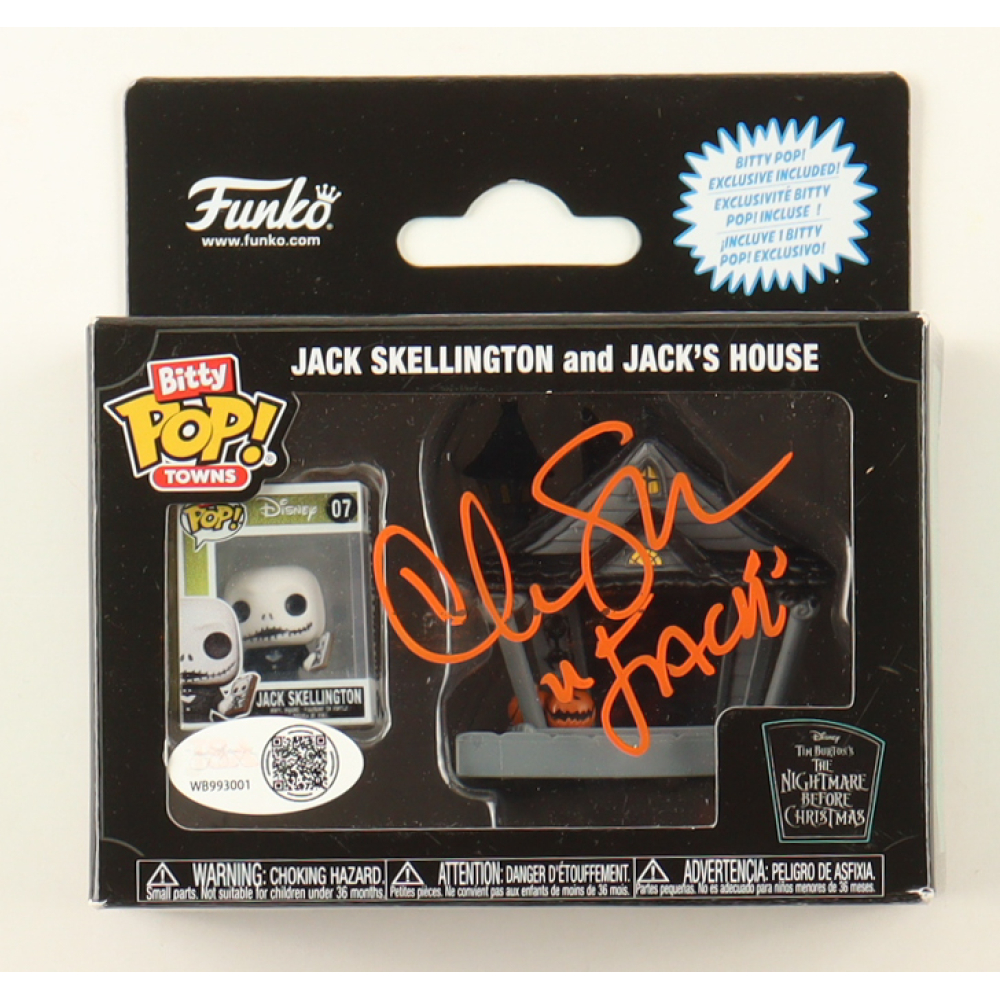 Funko
www.funko.com
BITTY POP!
EXCLUSIVE INCLUDED!
EXCLUSIVITÉ BITTY
POP! INCLUSE !
¡INCLUYE 1 BITTY
POP! EXCLUSIVO!
JACK SKELLINGTON and JACK'S HOUSE
Bitty
POP!
TOWNS
POP! Disney 07
JACK SKELLINGTON
"JACK"
WB993001
Disney
TIM BURTON'S
THE
NIGHTMARE
BEFORE
CHRISTMAS
WARNING: CHOKING HAZARD.
Small parts. Not suitable for children under 36 months.
ATTENTION: DANGER D'ÉTOUFFEMENT.
Petites pièces. Ne convient pas aux enfants de moins de 36 mois.
ADVERTENCIA: PELIGRO DE ASFIXIA.
Partes pequeñas. No es adecuado para niños menores de 36 meses.